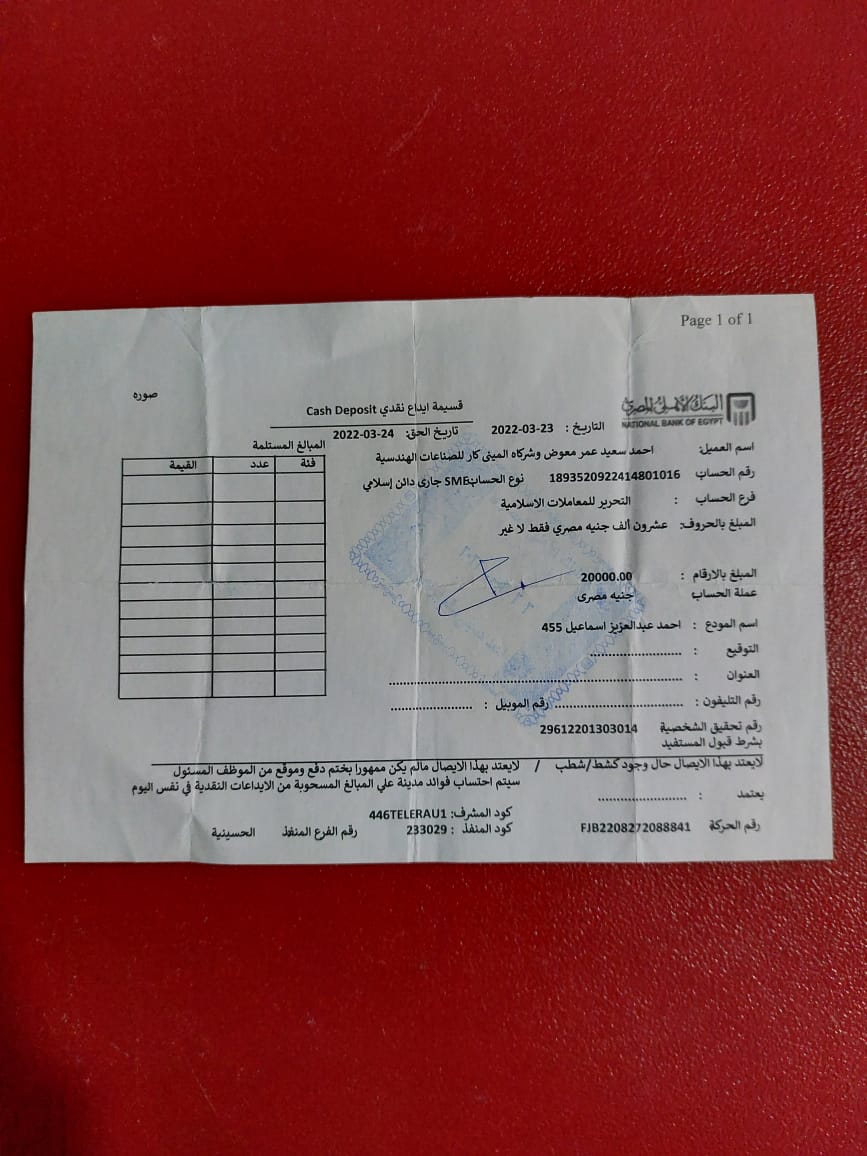 Page 1 of 1
البنك الأهلي المصري
NATIONAL BANK OF EGYPT
صوره
قسيمة ايداع نقدي Cash Deposit
التاريخ : 2022-03-23 تاريخ الحق: 2022-03-24
اسم العميل: احمد سعيد عمر معوض وشركاه المينى كار للصناعات الهندسية
رقم الحساب 1893520922414801016 نوع الحساب SME جارى دائن إسلامي
فرع الحساب : التحرير للمعاملات الاسلامية
المبلغ بالحروف: عشرون ألف جنيه مصري فقط لا غير
المبلغ بالارقام : 20000.00
عملة الحساب جنيه مصرى
اسم المودع : احمد عبدالعزيز اسماعيل 455
التوقيع : ........................
العنوان : ................................................................................
رقم التليفون : .................................. رقم الموبيل : ......................
رقم تحقيق الشخصية 29612201303014
بشرط قبول المستفيد
المبالغ المستلمة
فئة عدد القيمة
لايعتد بهذا الايصال حال وجود كشط/شطب / لايعتد بهذا الايصال مالم يكن ممهورا بختم دفع وموقع من الموظف المسئول
سيتم احتساب فوائد مدينة علي المبالغ المسحوبة من الايداعات النقدية في نفس اليوم
يعتمد : ........................
كود المشرف: 446TELERAU1
رقم الحركة FJB2208272088841 كود المنفذ : 233029 رقم الفرع المنفذ الحسينية